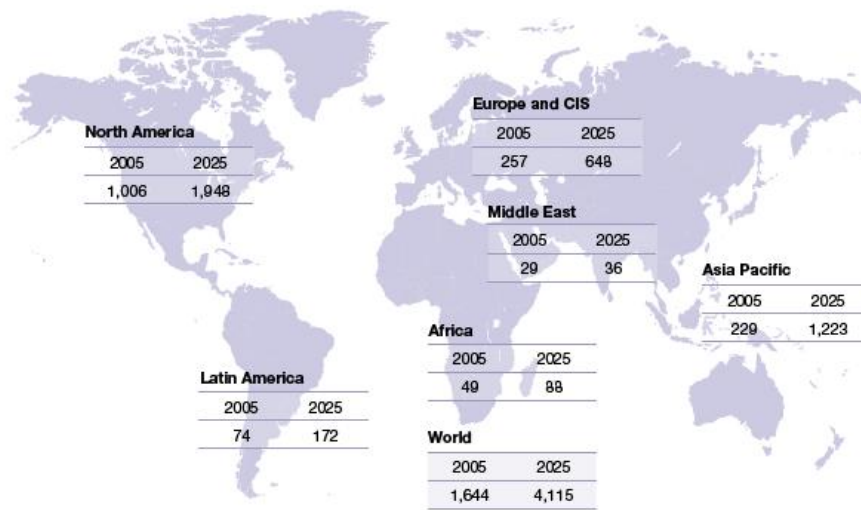 North America
2005 2025
1,006 1,948
Europe and CIS
2005 2025
257 648
Middle East
2005 2025
29 36
Asia Pacific
2005 2025
229 1,223
Africa
2005 2025
49 88
Latin America
2005 2025
74 172
World
2005 2025
1,644 4,115